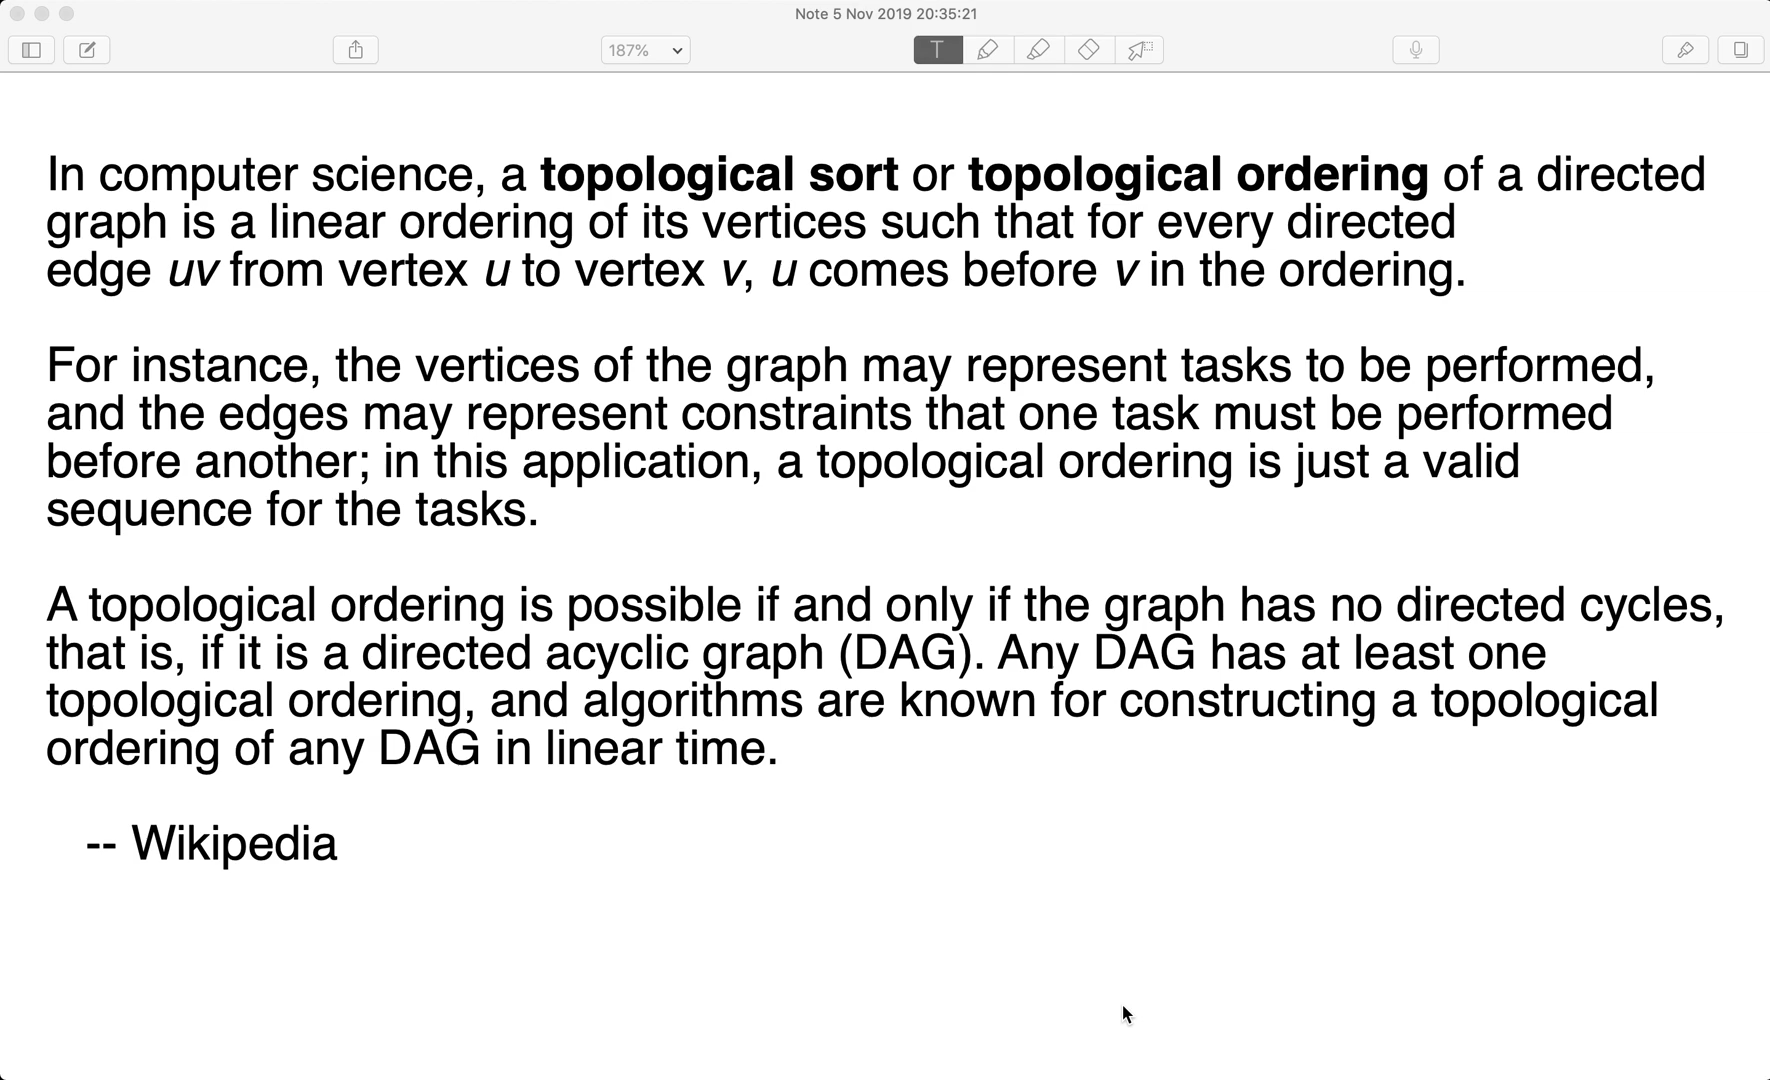 Note 5 Nov 2019 20:35:21
187%
T
In computer science, a topological sort or topological ordering of a directed
graph is a linear ordering of its vertices such that for every directed
edge uv from vertex u to vertex v, u comes before v in the ordering.
For instance, the vertices of the graph may represent tasks to be performed,
and the edges may represent constraints that one task must be performed
before another; in this application, a topological ordering is just a valid
sequence for the tasks.
A topological ordering is possible if and only if the graph has no directed cycles,
that is, if it is a directed acyclic graph (DAG). Any DAG has at least one
topological ordering, and algorithms are known for constructing a topological
ordering of any DAG in linear time.
-- Wikipedia